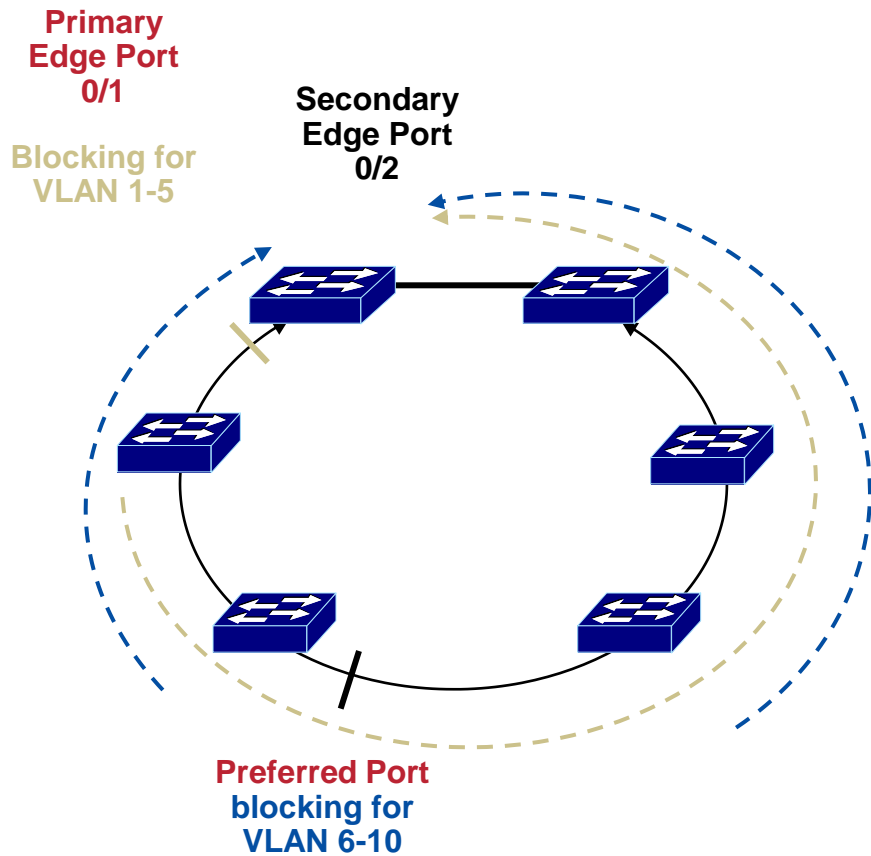 Primary
Edge Port
0/1
Blocking for
VLAN 1-5
Secondary
Edge Port
0/2
Preferred Port
blocking for
VLAN 6-10